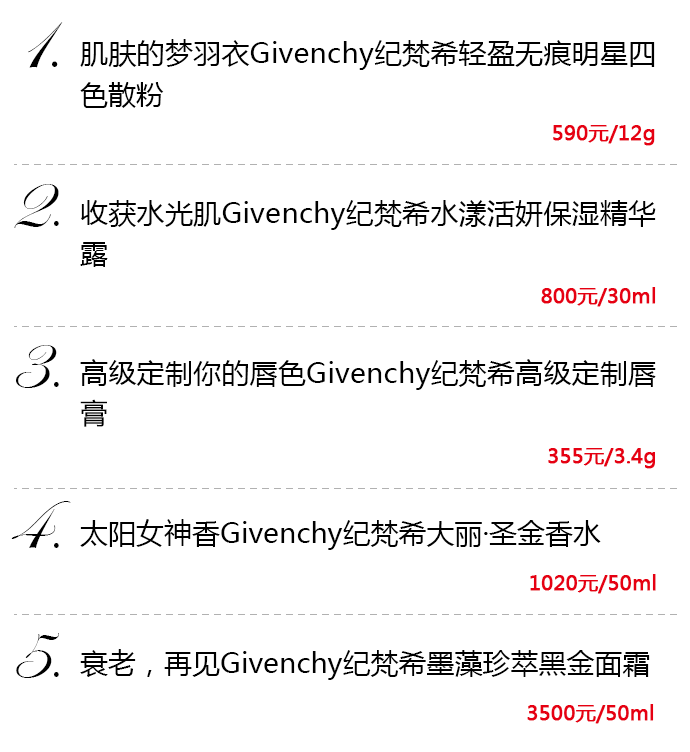 1. 肌肤的梦羽衣Givenchy纪梵希轻盈无痕明星四
色散粉
590元/12g
2. 收获水光肌Givenchy纪梵希水漾活妍保湿精华
露
800元/30ml
3. 高级定制你的唇色Givenchy纪梵希高级定制唇
膏
355元/3.4g
4. 太阳女神香Givenchy纪梵希大丽·圣金香水
1020元/50ml
5. 衰老，再见Givenchy纪梵希墨藻珍萃黑金面霜
3500元/50ml